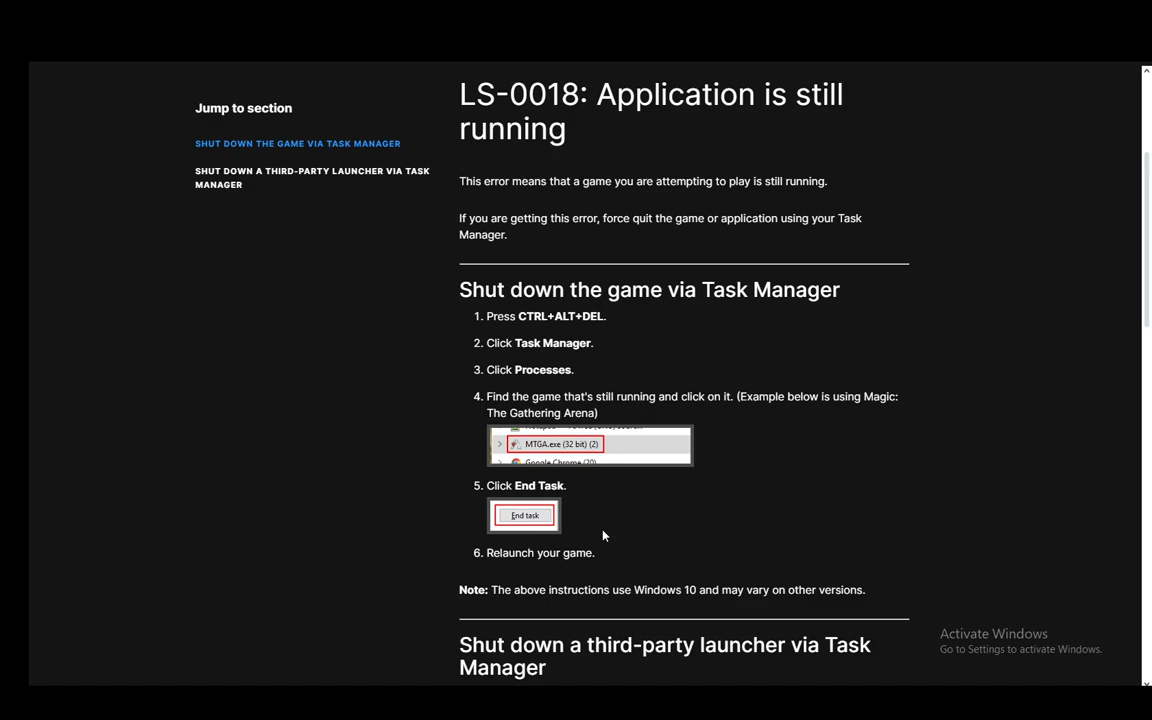 Jump to section
SHUT DOWN THE GAME VIA TASK MANAGER
SHUT DOWN A THIRD-PARTY LAUNCHER VIA TASK
MANAGER
LS-0018: Application is still
running
This error means that a game you are attempting to play is still running.
If you are getting this error, force quit the game or application using your Task
Manager.
Shut down the game via Task Manager
1. Press CTRL+ALT+DEL.
2. Click Task Manager.
3. Click Processes.
4. Find the game that's still running and click on it. (Example below is using Magic:
The Gathering Arena)
MTGA.exe (32 bit) (2)
Google Chrome (20)
5. Click End Task.
End task
6. Relaunch your game.
Note: The above instructions use Windows 10 and may vary on other versions.
Shut down a third-party launcher via Task
Manager
Activate Windows
Go to Settings to activate Windows.